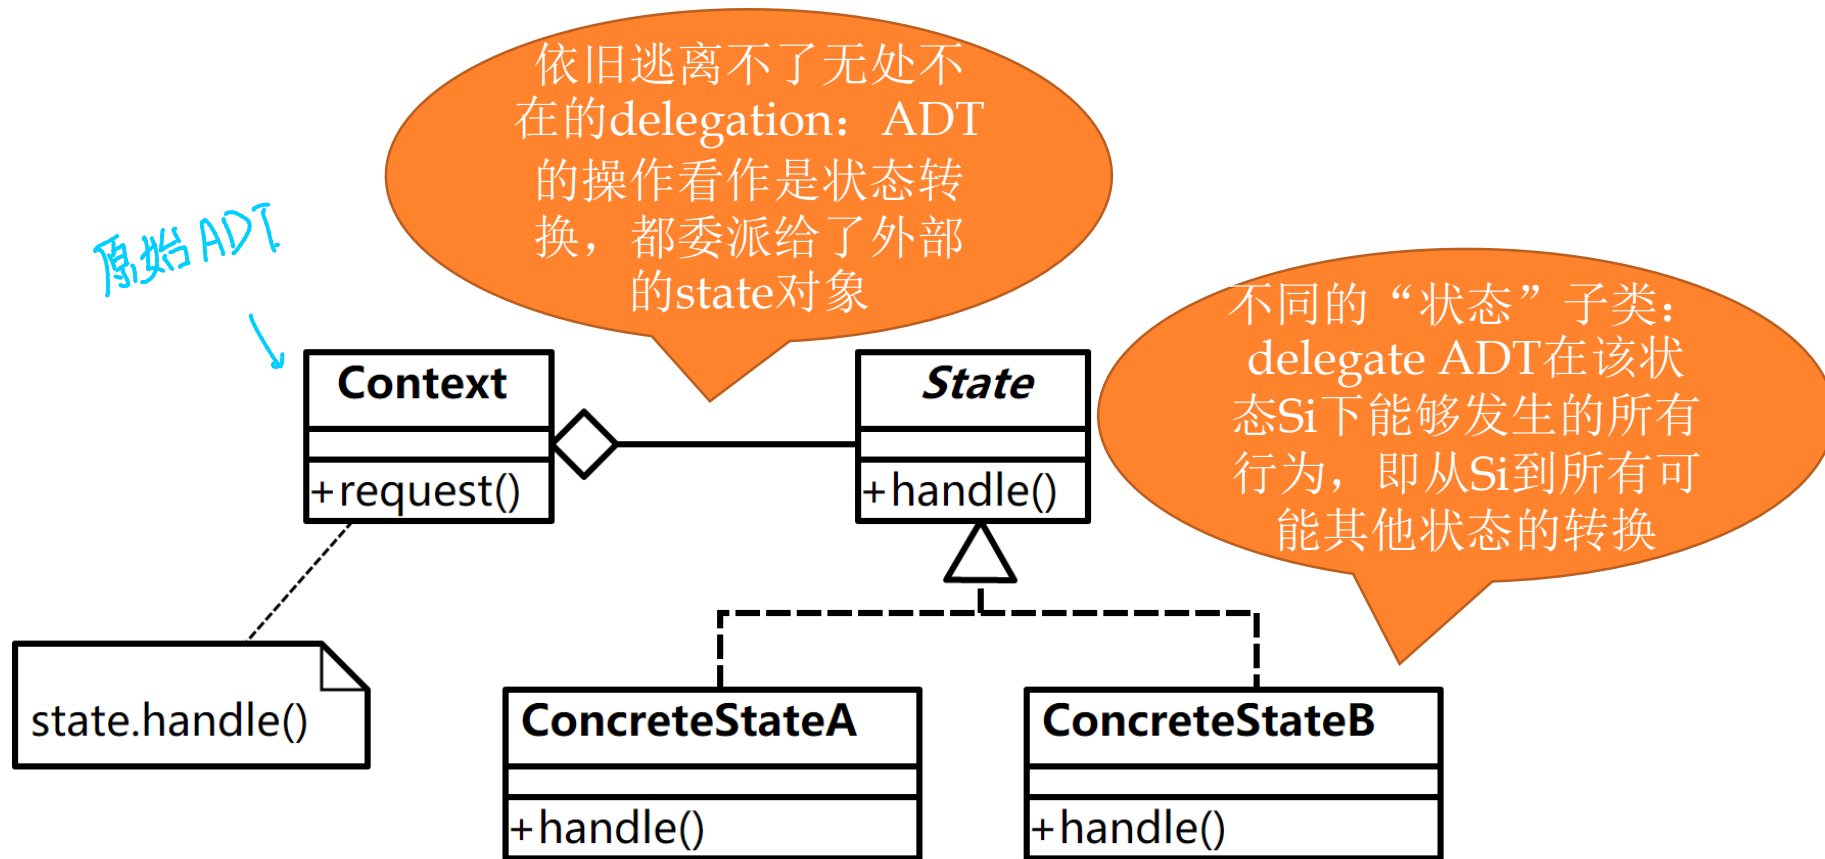 依旧逃离不了无处不
在的delegation：ADT
的操作看作是状态转
换，都委派给了外部
的state对象
原始ADT
不同的“状态”子类：
delegate ADT在该状
态Si下能够发生的所有
行为，即从Si到所有可
能其他状态的转换
Context
+request()
State
+handle()
state.handle()
ConcreteStateA
+handle()
ConcreteStateB
+handle()